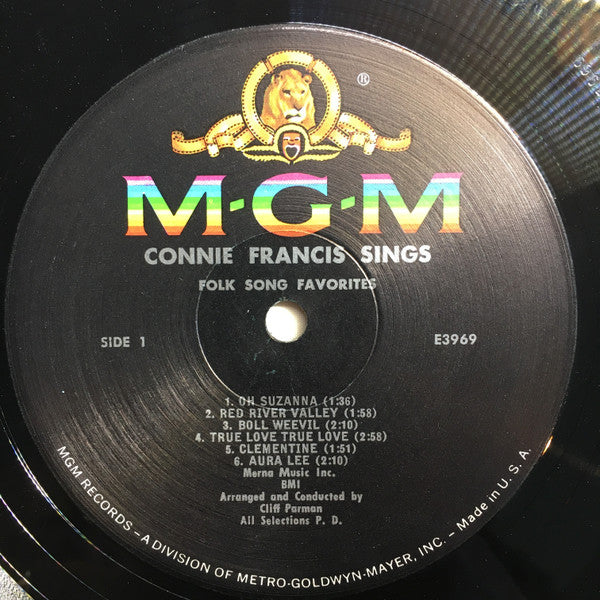 ®
M·G·M
CONNIE FRANCIS SINGS
FOLK SONG FAVORITES
SIDE 1
E3969
1. OH SUZANNA (1:36)
2. RED RIVER VALLEY (1:58)
3. BOLL WEEVIL (2:10)
4. TRUE LOVE TRUE LOVE (2:58)
5. CLEMENTINE (1:51)
6. AURA LEE (2:10)
Merna Music Inc.
BMI
Arranged and Conducted by
Cliff Parman
All Selections P. D.
MGM RECORDS – A DIVISION OF METRO-GOLDWYN-MAYER, INC. – Made in U. S. A.